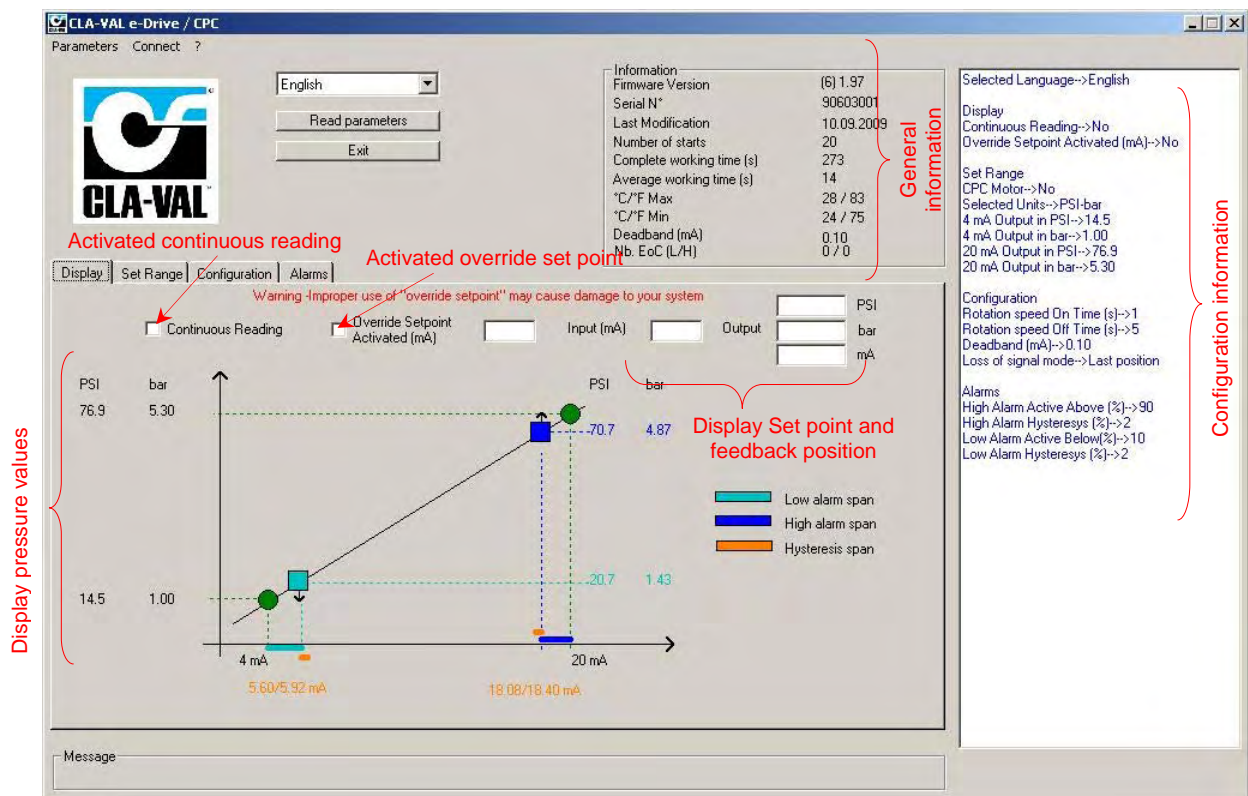 CLA-VAL e-Drive / CPC
Parameters Connect ?
CLA-VAL
English
Read parameters
Exit
Information
Firmware Version (6) 1.97
Serial N° 90603001
Last Modification 10.09.2009
Number of starts 20
Complete working time (s) 273
Average working time (s) 14
°C/°F Max 28 / 83
°C/°F Min 24 / 75
Deadband (mA) 0.10
Nb. EoC (L/H) 0 / 0
General
information
Activated continuous reading
Activated override set point
Display Set Range Configuration Alarms
Warning -Improper use of "override setpoint" may cause damage to your system
Continuous Reading
Override Setpoint
Activated (mA)
Input (mA)
Output
PSI
bar
mA
Display pressure values
PSI bar
76.9 5.30
14.5 1.00
PSI bar
70.7 4.87
20.7 1.43
Display Set point and
feedback position
Low alarm span
High alarm span
Hysteresis span
4 mA
20 mA
5.60/5.92 mA
18.08/18.40 mA
Message
Selected Language-->English
Display
Continuous Reading-->No
Override Setpoint Activated (mA)-->No
Set Range
CPC Motor-->No
Selected Units-->PSI-bar
4 mA Output in PSI-->14.5
4 mA Output in bar-->1.00
20 mA Output in PSI-->76.9
20 mA Output in bar-->5.30
Configuration
Rotation speed On Time (s)-->1
Rotation speed Off Time (s)-->5
Deadband (mA)-->0.10
Loss of signal mode-->Last position
Alarms
High Alarm Active Above (%)-->90
High Alarm Hysteresys (%)-->2
Low Alarm Active Below(%)-->10
Low Alarm Hysteresys (%)-->2
Configuration information